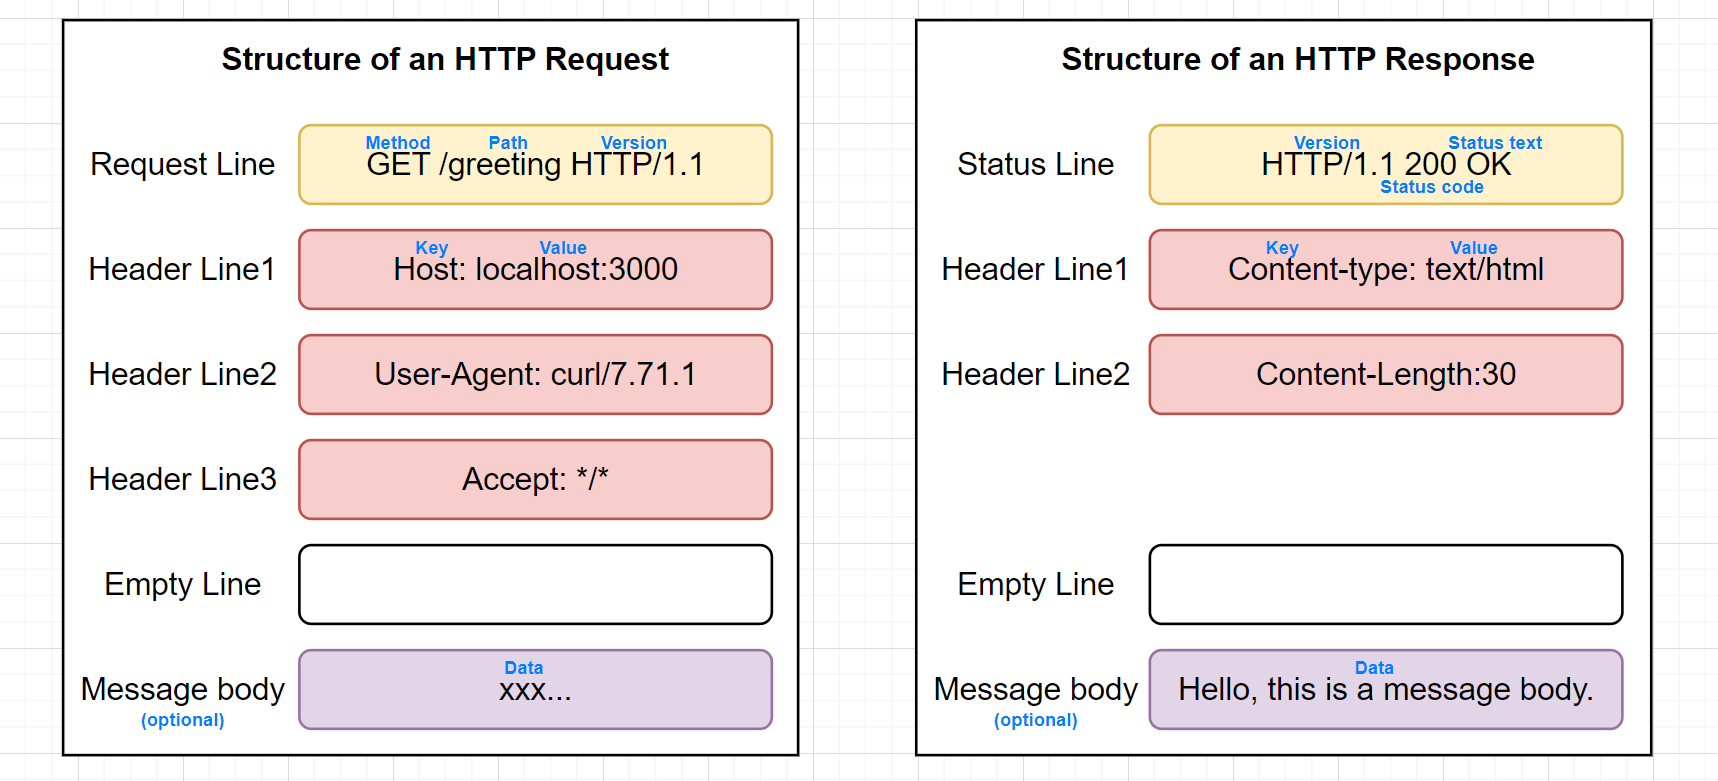 Structure of an HTTP Request
Request Line
Method Path Version
GET /greeting HTTP/1.1
Header Line1
Key Value
Host: localhost:3000
Header Line2
User-Agent: curl/7.71.1
Header Line3
Accept: */*
Empty Line
Message body
(optional)
Data
xxx...
Structure of an HTTP Response
Status Line
Version Status text
HTTP/1.1 200 OK
Status code
Header Line1
Key Value
Content-type: text/html
Header Line2
Content-Length:30
Empty Line
Message body
(optional)
Data
Hello, this is a message body.